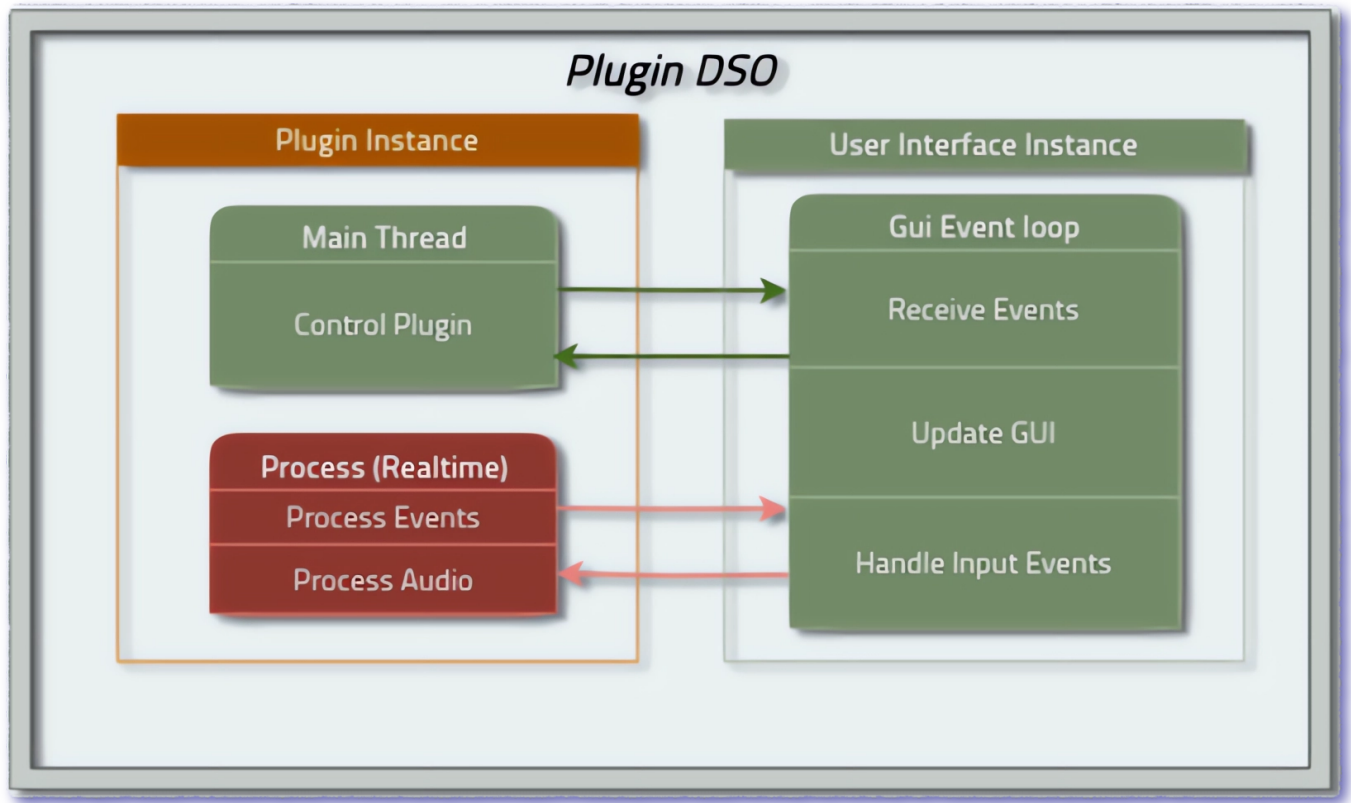 Plugin DSO
Plugin Instance
Main Thread
Control Plugin
Process (Realtime)
Process Events
Process Audio
User Interface Instance
Gui Event loop
Receive Events
Update GUI
Handle Input Events